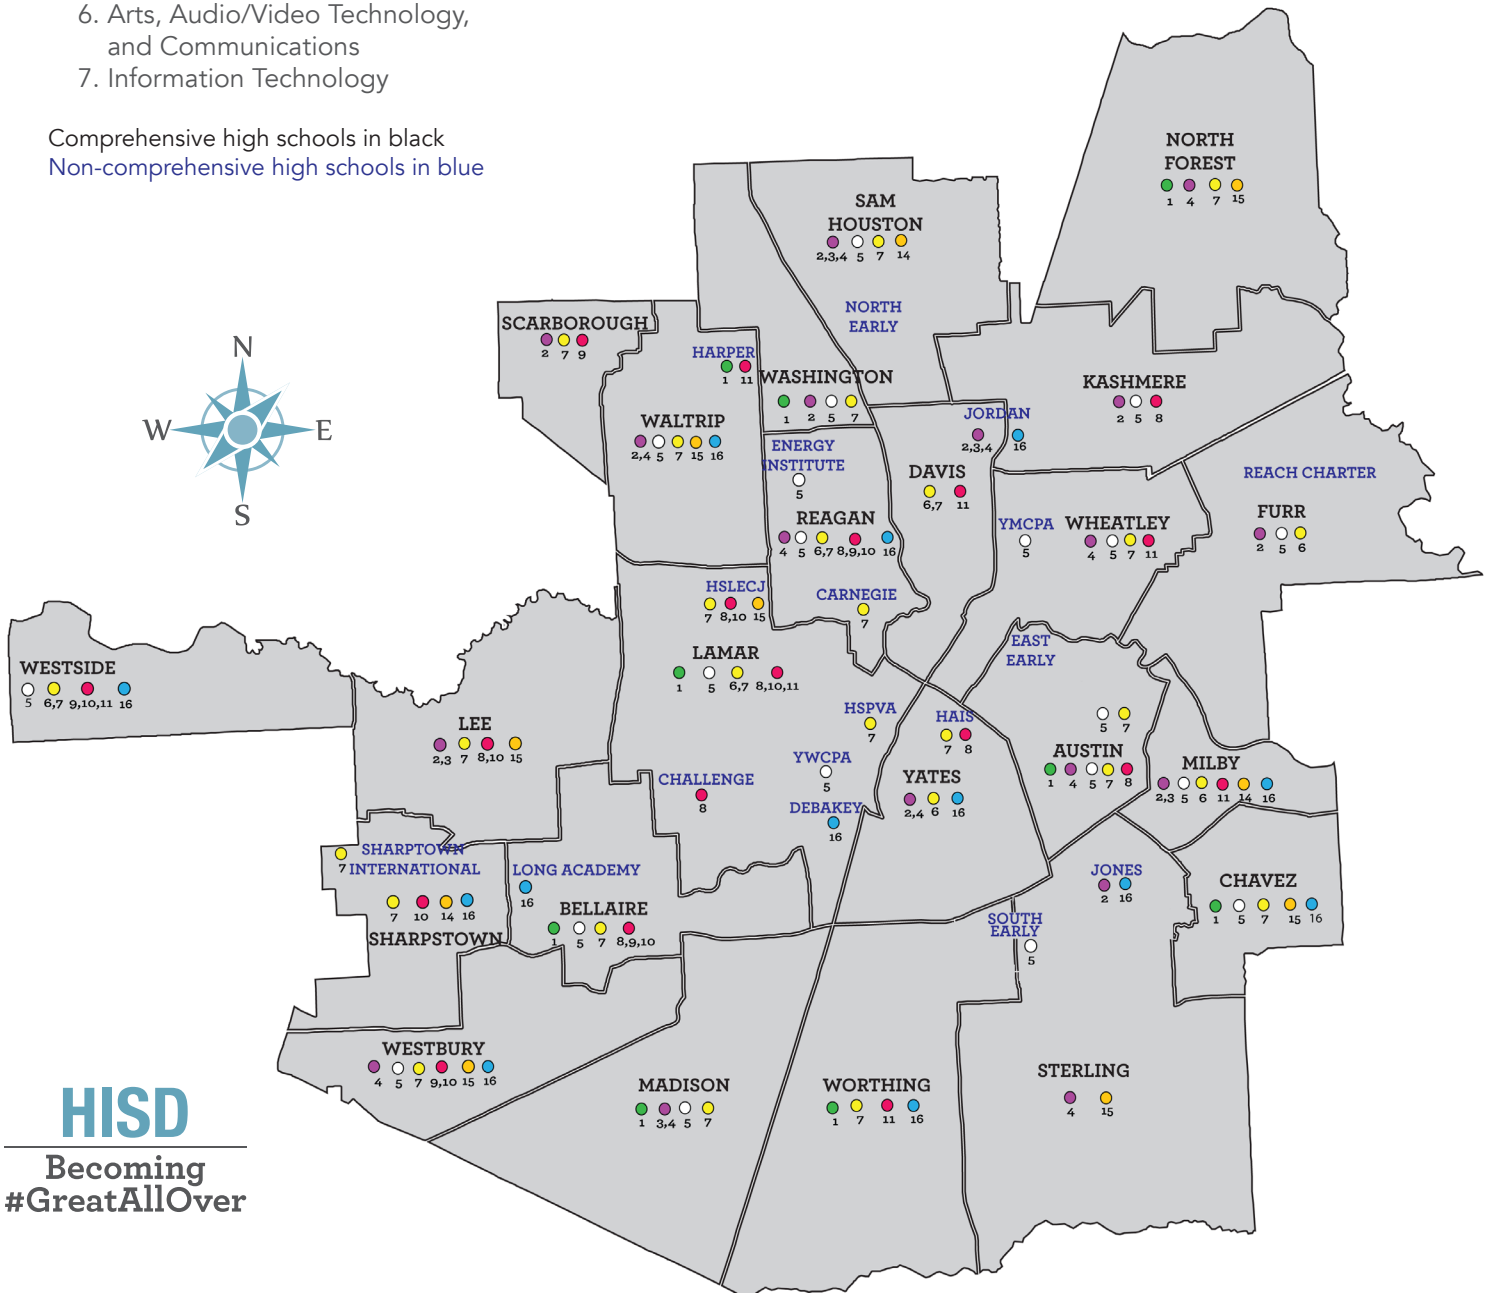 6. Arts, Audio/Video Technology,
and Communications
7. Information Technology
Comprehensive high schools in black
Non-comprehensive high schools in blue
NORTH
FOREST
1 4 7 15
SAM
HOUSTON
2,3,4 5 7 14
NORTH
EARLY
SCARBOROUGH
2 7 9
HARPER
1 11
WASHINGTON
1 2 5 7
KASHMERE
2 5 8
WALTRIP
2,4 5 7 15 16
JORDAN
2,3,4 16
ENERGY
INSTITUTE
5
DAVIS
6,7 11
REACH CHARTER
FURR
2 5 6
REAGAN
4 5 6,7 8,9,10 16
YMCPA
5
WHEATLEY
4 5 7 11
HSLECJ
7 8,10 15
CARNEGIE
7
N
W E
S
EAST
EARLY
5 7
LAMAR
1 5 6,7 8,10,11
WESTSIDE
5 6,7 9,10,11 16
LEE
2,3 7 8,10 15
HSPVA
7
HAIS
7 8
AUSTIN
1 4 5 7 8
MILBY
2,3 5 6 11 14 16
YWCPA
5
CHALLENGE
8
YATES
2,4 6 16
DEBAKEY
16
SHARPTOWN
7 INTERNATIONAL
7 10 14 16
SHARPSTOWN
LONG ACADEMY
16
BELLAIRE
1 5 7 8,9,10
JONES
2 16
CHAVEZ
1 5 7 15 16
SOUTH
EARLY
5
WESTBURY
4 5 7 9,10 15 16
MADISON
1 3,4 5 7
WORTHING
1 7 11 16
STERLING
4 15
HISD
Becoming
#GreatAllOver